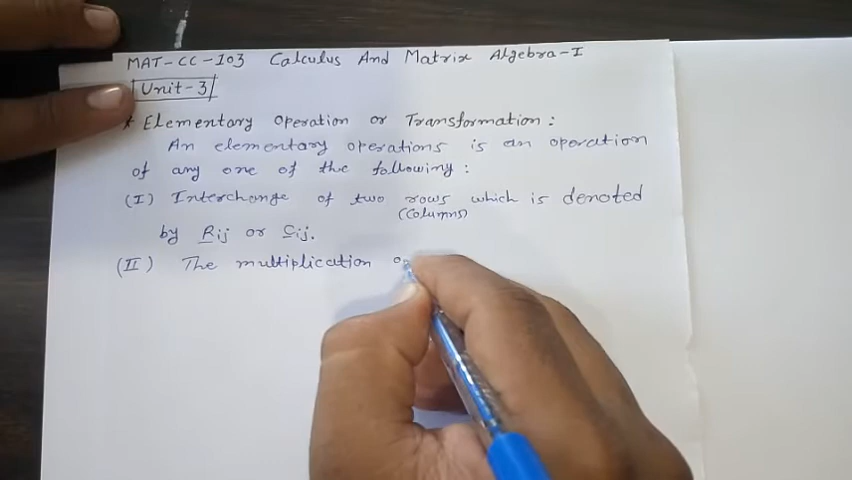 MAT-CC-103 Calculus And Matrix Algebra-I
Unit-3
* Elementary Operation or Transformation:
An elementary operations is an operation
of any one of the following:
(I) Interchange of two rows which is denoted
(Columns)
by Rij or Cij.
(II) The multiplication o